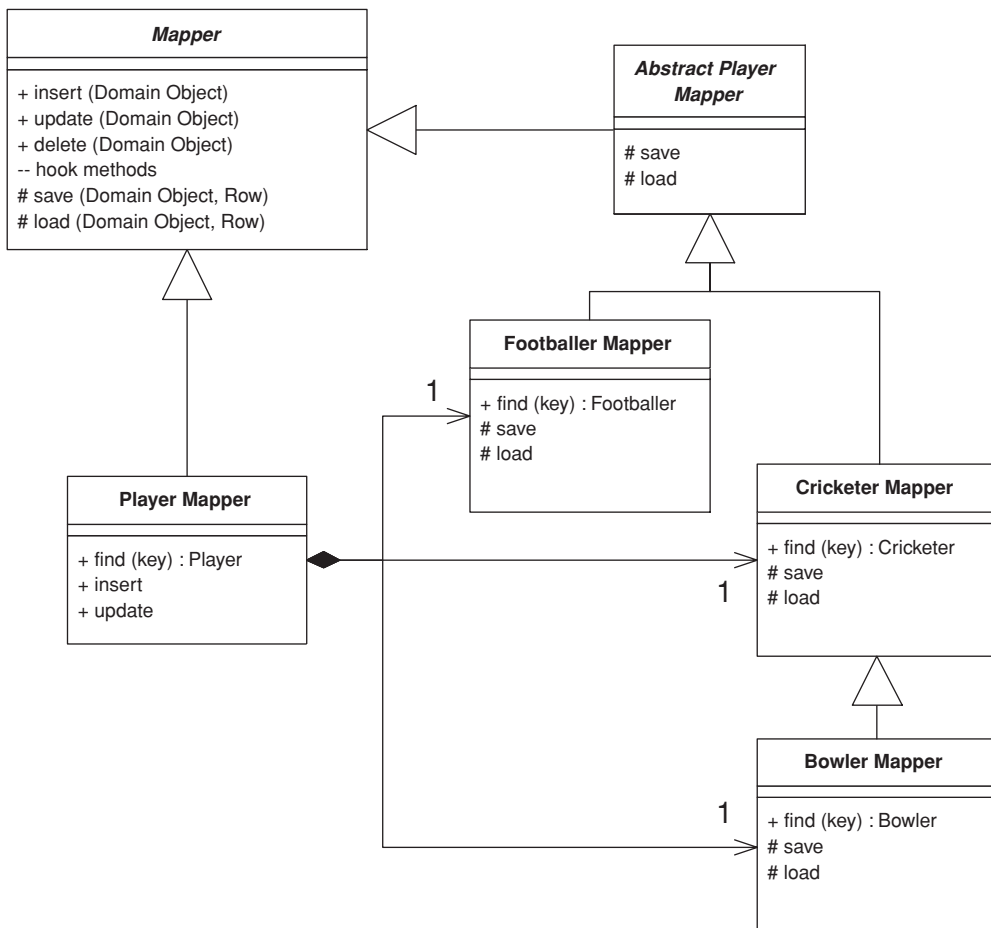 Mapper
+ insert (Domain Object)
+ update (Domain Object)
+ delete (Domain Object)
-- hook methods
# save (Domain Object, Row)
# load (Domain Object, Row)
Abstract Player
Mapper
# save
# load
Footballer Mapper
+ find (key) : Footballer
# save
# load
1
Player Mapper
+ find (key) : Player
+ insert
+ update
Cricketer Mapper
+ find (key) : Cricketer
# save
# load
1
Bowler Mapper
+ find (key) : Bowler
# save
# load
1